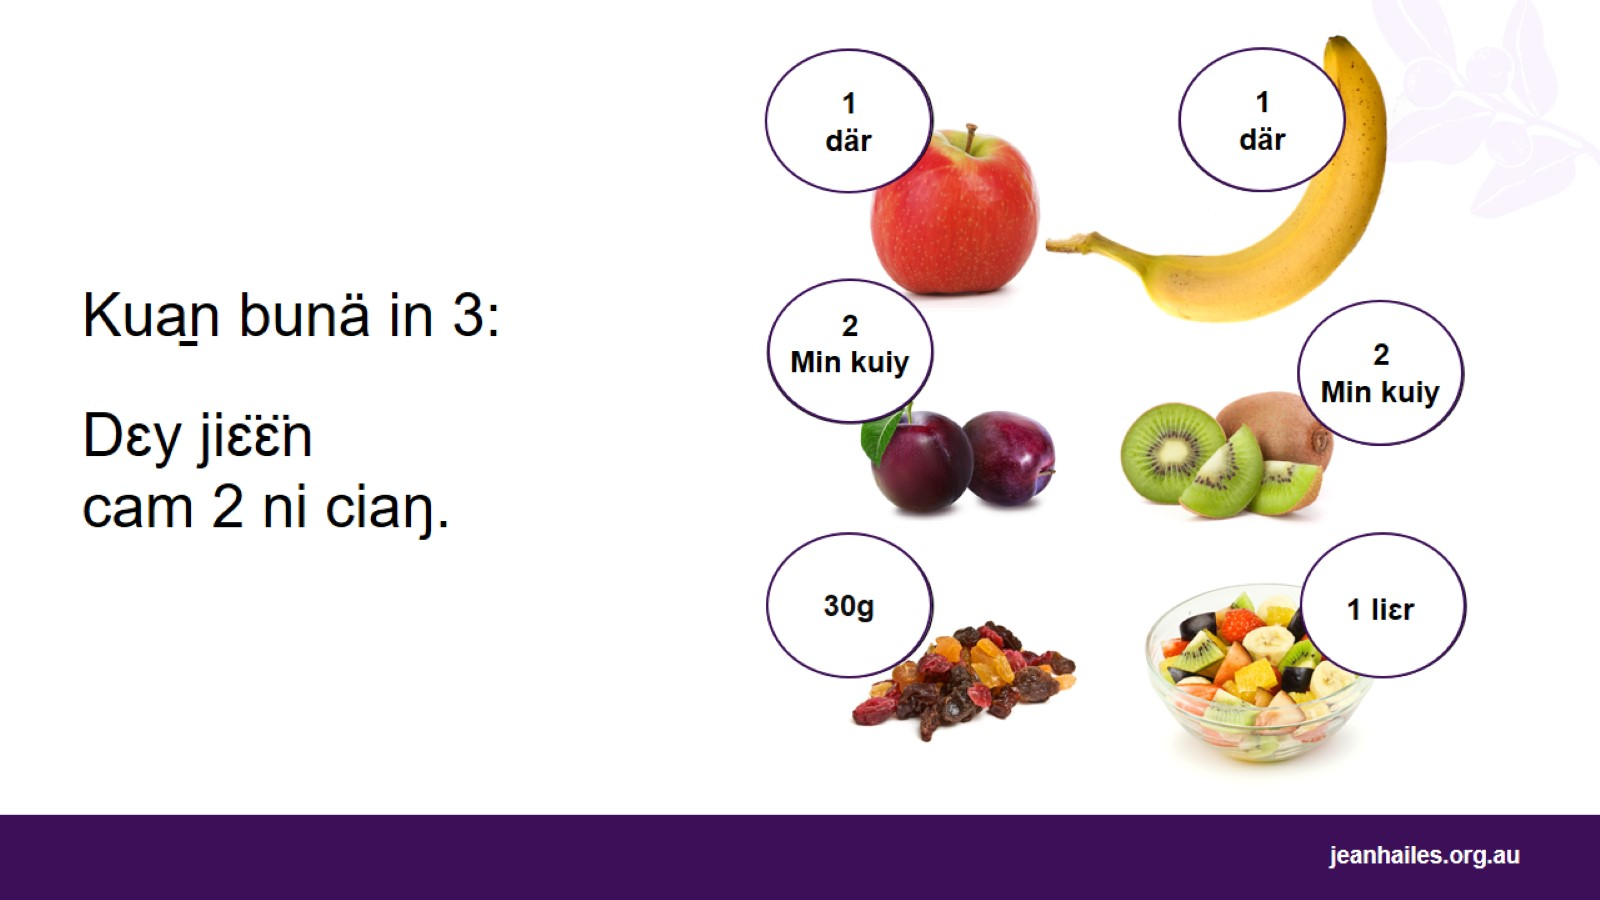 Kua̱n bunä in 3:
Dɛy jiɛ̈ɛ̈n
cam 2 ni ciaŋ.
1
där
1
där
2
Min kuiy
2
Min kuiy
30g
1 liɛr
jeanhailes.org.au